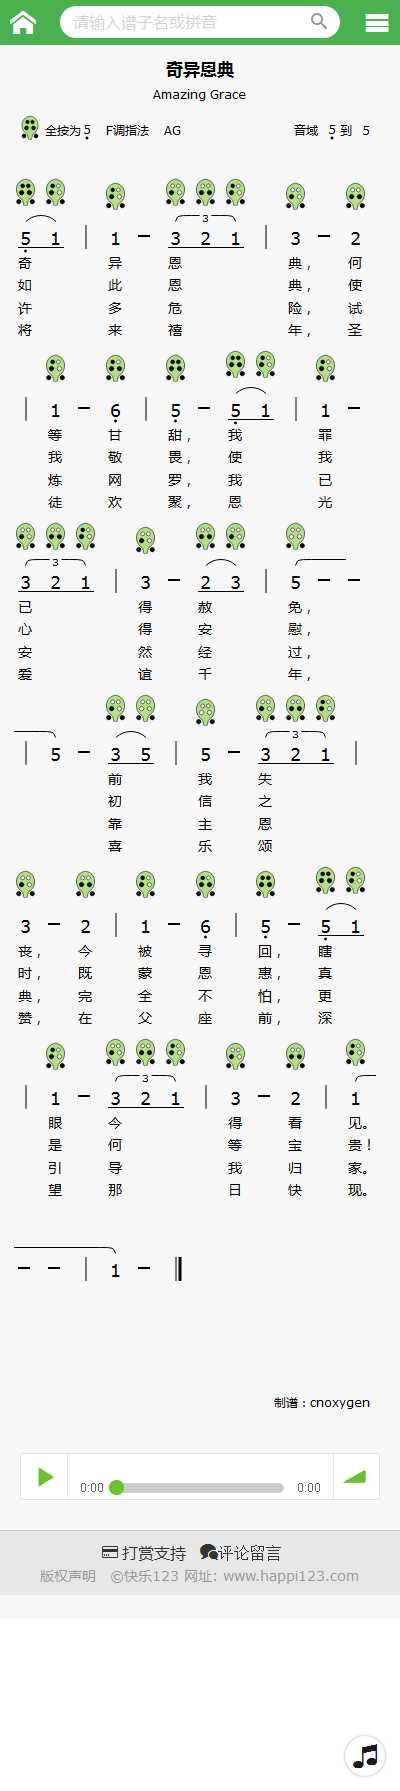 请输入谱子名或拼音
奇异恩典
Amazing Grace
全按为 5 F调指法 AG 音域 5 到 5
3
5 1 | 1 − 3 2 1 | 3 − 2
奇 异 恩 典， 何
如 此 恩 典， 使
许 多 危 险， 试
将 来 禧 年， 圣
| 1 − 6 | 5 − 5 1 | 1 −
等 甘 甜， 我 罪
我 敬 畏， 使 我
炼 网 罗， 我 已
徒 欢 聚， 恩 光
3
3 2 1 | 3 − 2 3 | 5 − −
已 得 赦 免，
心 得 安 慰，
安 然 经 过，
爱 谊 千 年，
3
| 5 − 3 5 | 5 − 3 2 1 |
前 我 失
初 信 之
靠 主 恩
喜 乐 颂
3 − 2 | 1 − 6 | 5 − 5 1
丧， 今 被 寻 回， 瞎
时， 既 蒙 恩 惠， 真
典， 完 全 不 怕， 更
赞， 在 父 座 前， 深
3
| 1 − 3 2 1 | 3 − 2 | 1
眼 今 得 看 见。
是 何 等 宝 贵！
引 导 我 归 家。
望 那 日 快 现。
− − | 1 − ‖
制谱：cnoxygen
0:00 0:00
打赏支持 评论留言
版权声明 ©快乐123 网址: www.happi123.com